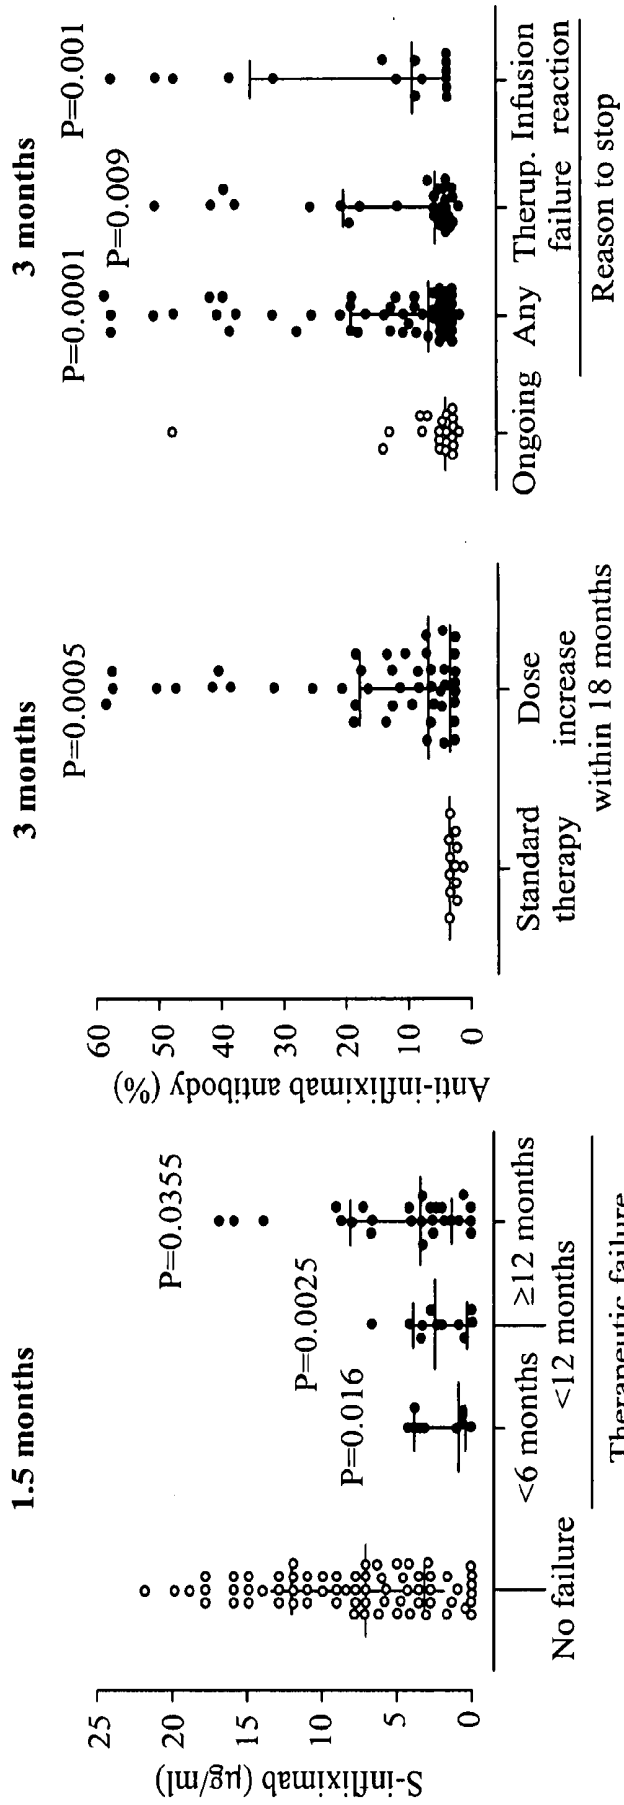 1.5 months
S-infliximab (µg/ml)
25
20
15
10
5
0
P=0.016
P=0.0025
P=0.0355
No failure
<6 months
<12 months
≥12 months
Therapeutic failure
3 months
Anti-infliximab antibody (%)
60
50
40
30
20
10
0
P=0.0005
Standard
therapy
Dose
increase
within 18 months
3 months
P=0.0001
P=0.009
P=0.001
Ongoing
Any
Therup.
failure
Infusion
reaction
Reason to stop